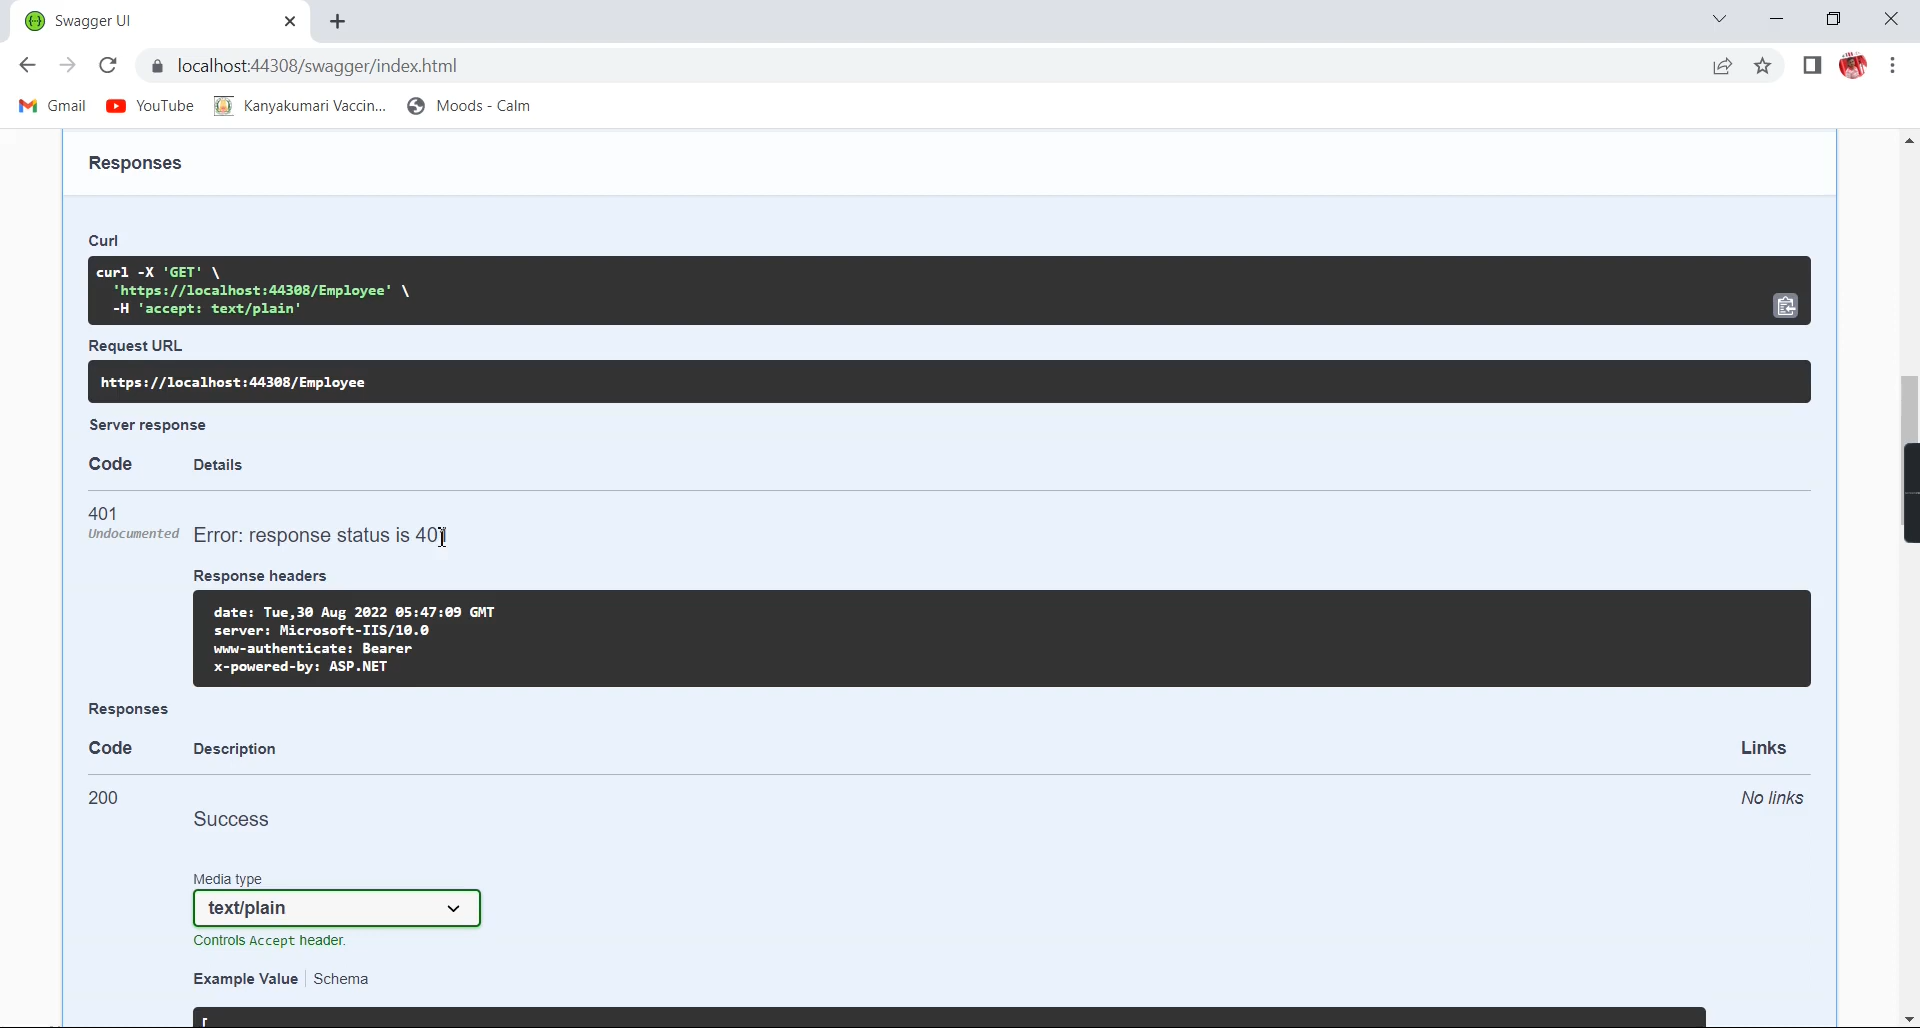 Swagger UI
localhost:44308/swagger/index.html
Gmail YouTube Kanyakumari Vaccin... Moods - Calm
Responses
Curl
curl -X 'GET' \
'https://localhost:44308/Employee' \
-H 'accept: text/plain'
Request URL
https://localhost:44308/Employee
Server response
Code Details
401
Undocumented
Error: response status is 401
Response headers
date: Tue,30 Aug 2022 05:47:09 GMT
server: Microsoft-IIS/10.0
www-authenticate: Bearer
x-powered-by: ASP.NET
Responses
Code Description Links
200 No links
Success
Media type
text/plain
Controls Accept header.
Example Value Schema
[